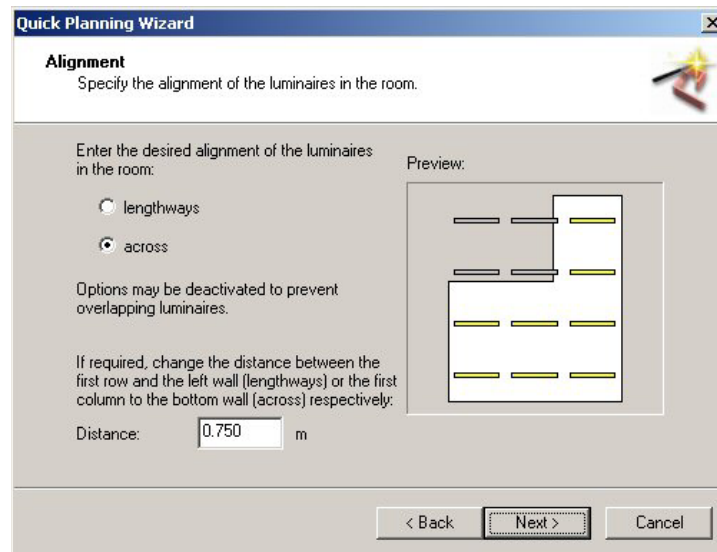 Quick Planning Wizard
Alignment
Specify the alignment of the luminaires in the room.
Enter the desired alignment of the luminaires
in the room:
Preview:
lengthways
across
Options may be deactivated to prevent
overlapping luminaires.
If required, change the distance between the
first row and the left wall (lengthways) or the first
column to the bottom wall (across) respectively:
Distance: 0.750 m
< Back Next > Cancel